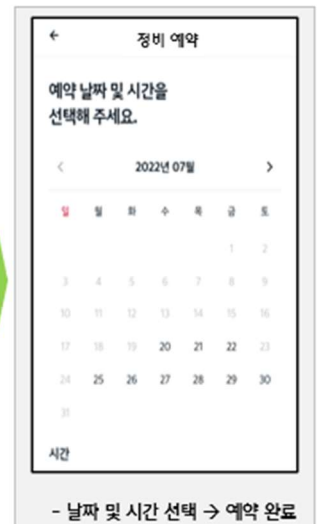 ←
정비 예약
예약 날짜 및 시간을
선택해 주세요.
< 2022년 07월 >
일 월 화 수 목 금 토
1 2
3 4 5 6 7 8 9
10 11 12 13 14 15 16
17 18 19 20 21 22 23
24 25 26 27 28 29 30
31
시간
- 날짜 및 시간 선택 → 예약 완료